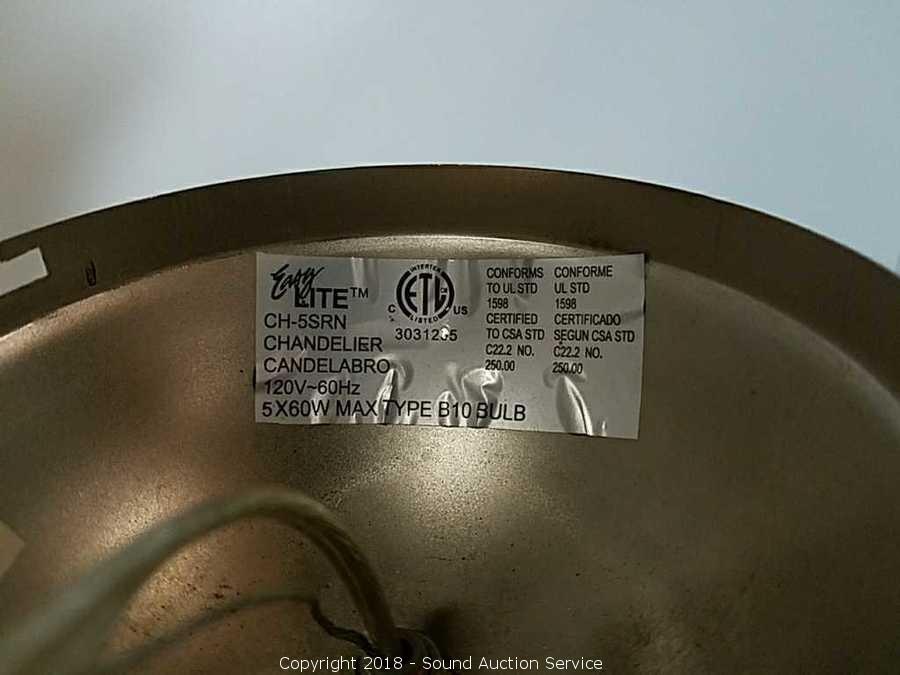 Easy
LITE™
CH-5SRN
CHANDELIER
CANDELABRO
120V~60Hz
5X60W MAX TYPE B10 BULB
INTERTEK
ETL
C US
LISTED
CONFORMS
TO UL STD
1598
CERTIFIED
TO CSA STD
C22.2 NO.
250.00
CONFORME
UL STD
1598
CERTIFICADO
SEGUN CSA STD
C22.2 NO.
250.00
Copyright 2018 - Sound Auction Service